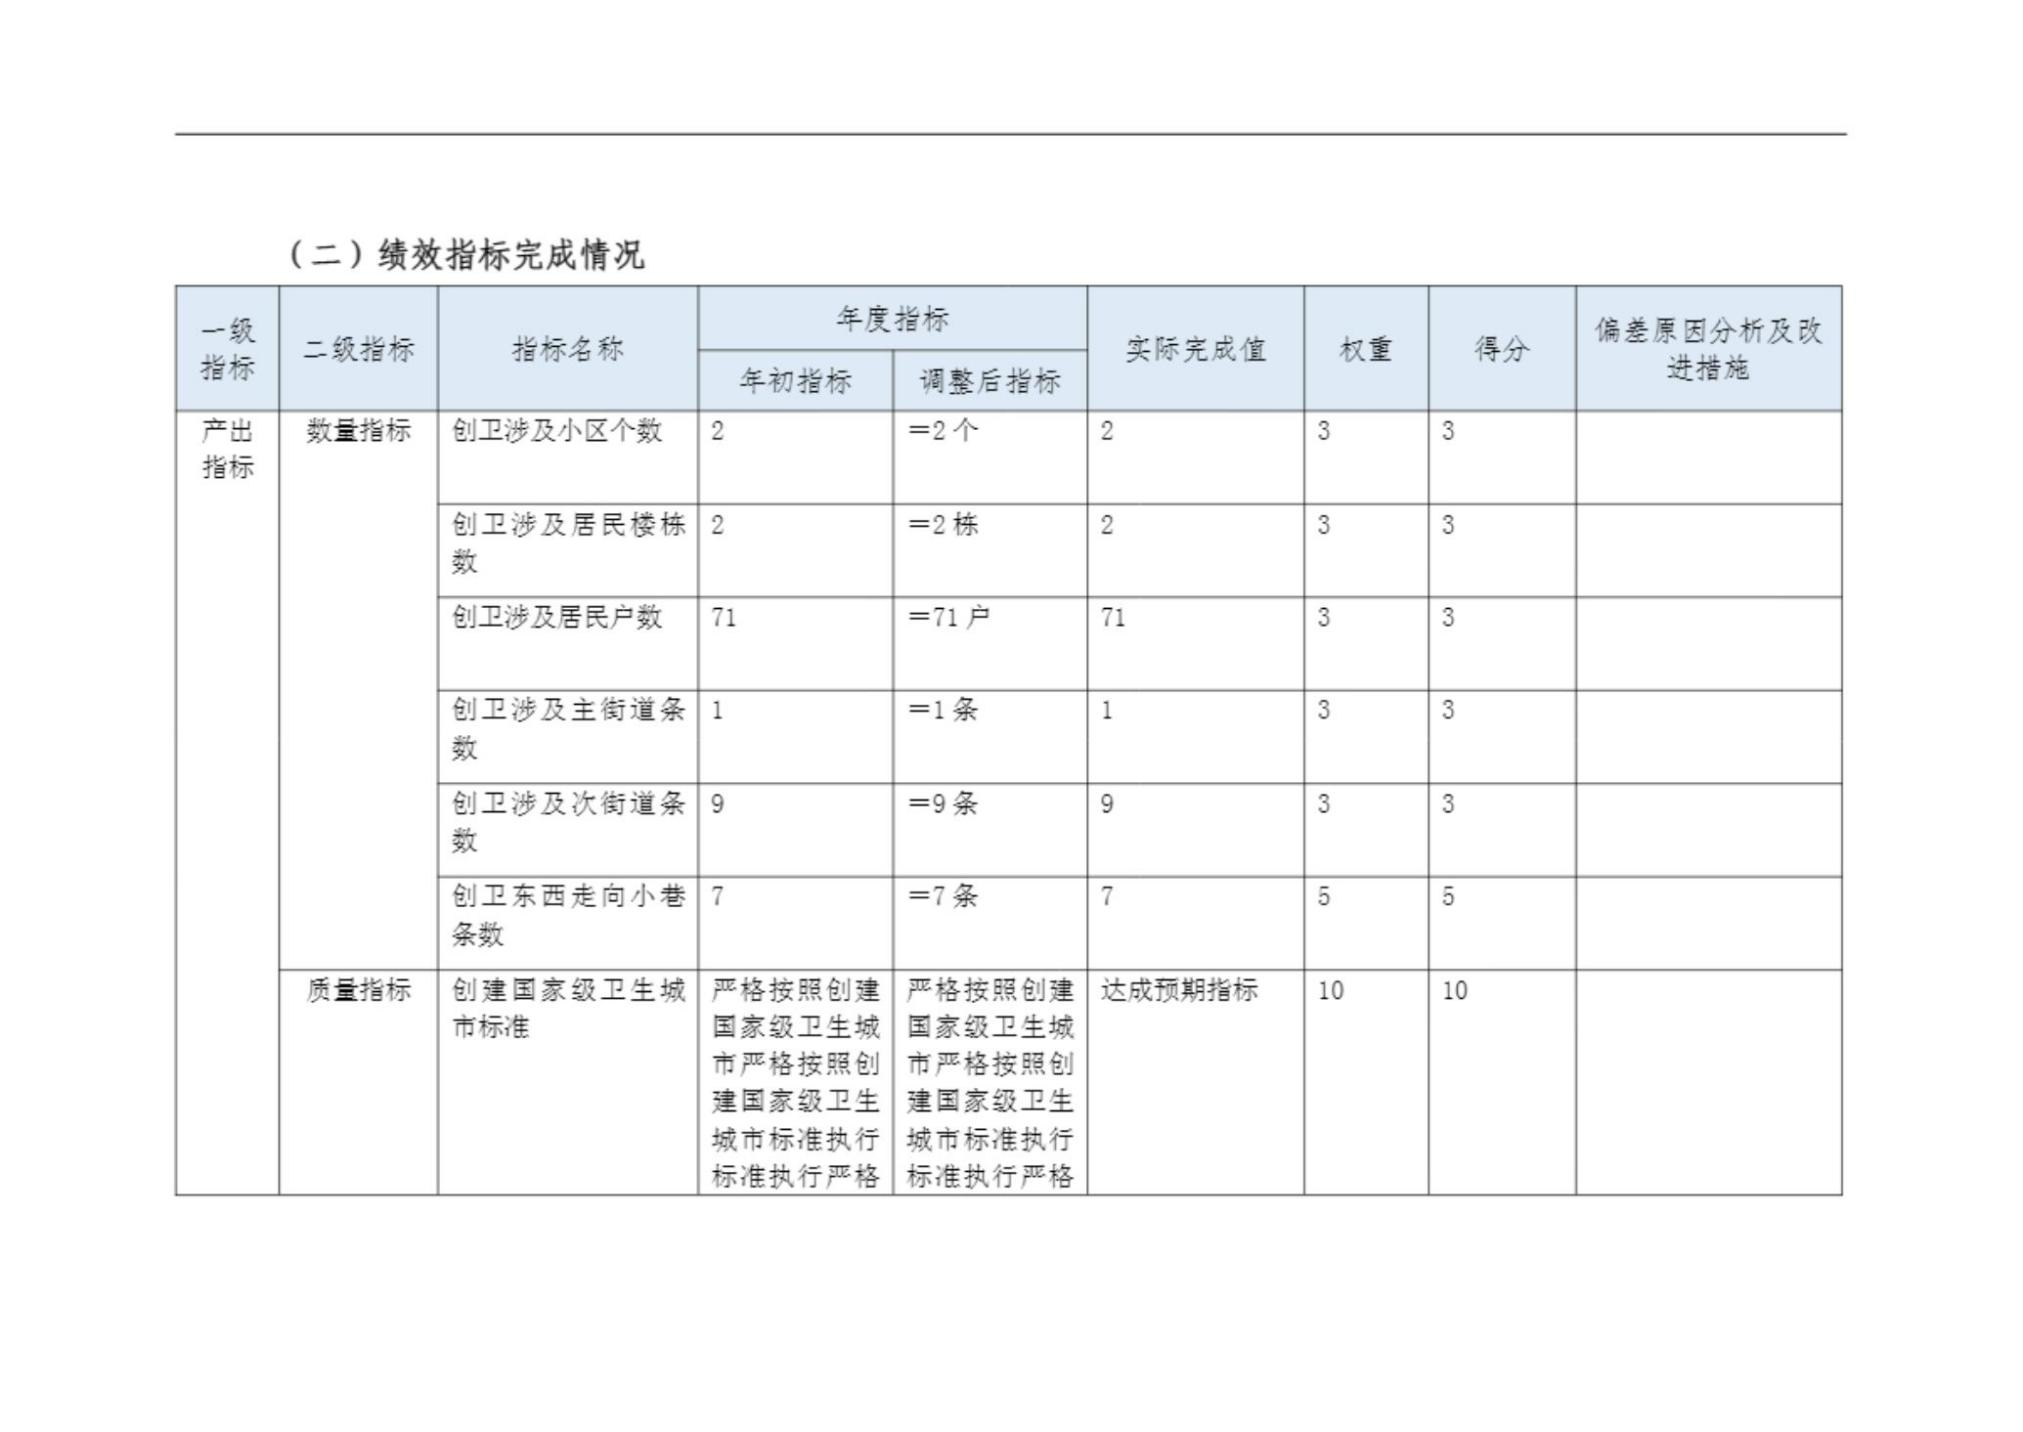 （二）绩效指标完成情况
一级
指标
二级指标
指标名称
年度指标
年初指标
调整后指标
实际完成值
权重
得分
偏差原因分析及改
进措施
产出
指标
数量指标
创卫涉及小区个数
2
=2个
2
3
3
创卫涉及居民楼栋
数
2
=2栋
2
3
3
创卫涉及居民户数
71
=71户
71
3
3
创卫涉及主街道条
数
1
=1条
1
3
3
创卫涉及次街道条
数
9
=9条
9
3
3
创卫东西走向小巷
条数
7
=7条
7
5
5
质量指标
创建国家级卫生城
市标准
严格按照创建
国家级卫生城
市严格按照创
建国家级卫生
城市标准执行
标准执行严格
严格按照创建
国家级卫生城
市严格按照创
建国家级卫生
城市标准执行
标准执行严格
达成预期指标
10
10